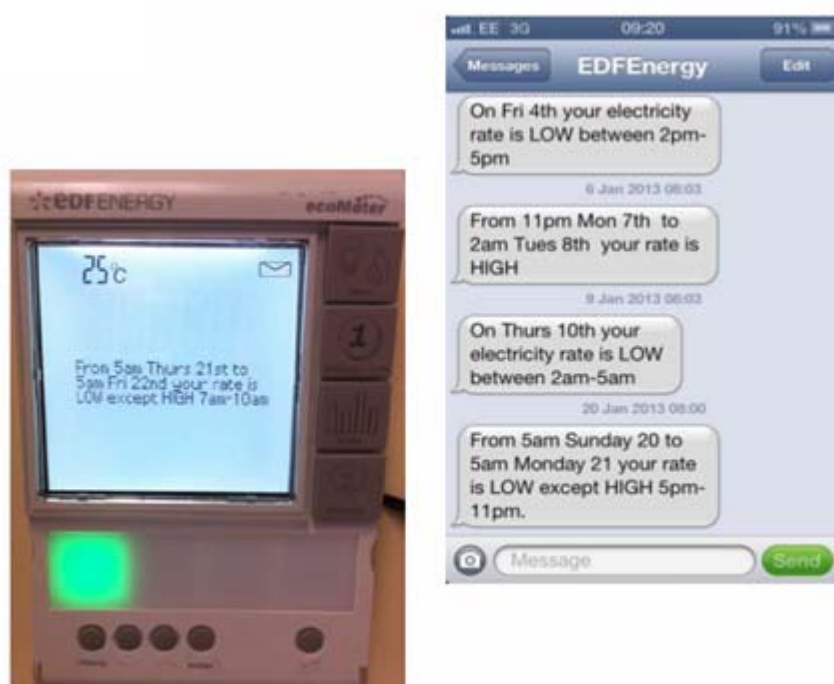 EDF ENERGY
ecoMeter
25°C
From 5am Thurs 21st to
5am Fri 22nd your rate is
LOW except HIGH 7am-10am
EE 3G 09:20 91%
Messages EDFEnergy Edit
On Fri 4th your electricity
rate is LOW between 2pm-
5pm
6 Jan 2013 08:03
From 11pm Mon 7th to
2am Tues 8th your rate is
HIGH
9 Jan 2013 08:03
On Thurs 10th your
electricity rate is LOW
between 2am-5am
20 Jan 2013 08:00
From 5am Sunday 20 to
5am Monday 21 your rate
is LOW except HIGH 5pm-
11pm.
Message Send